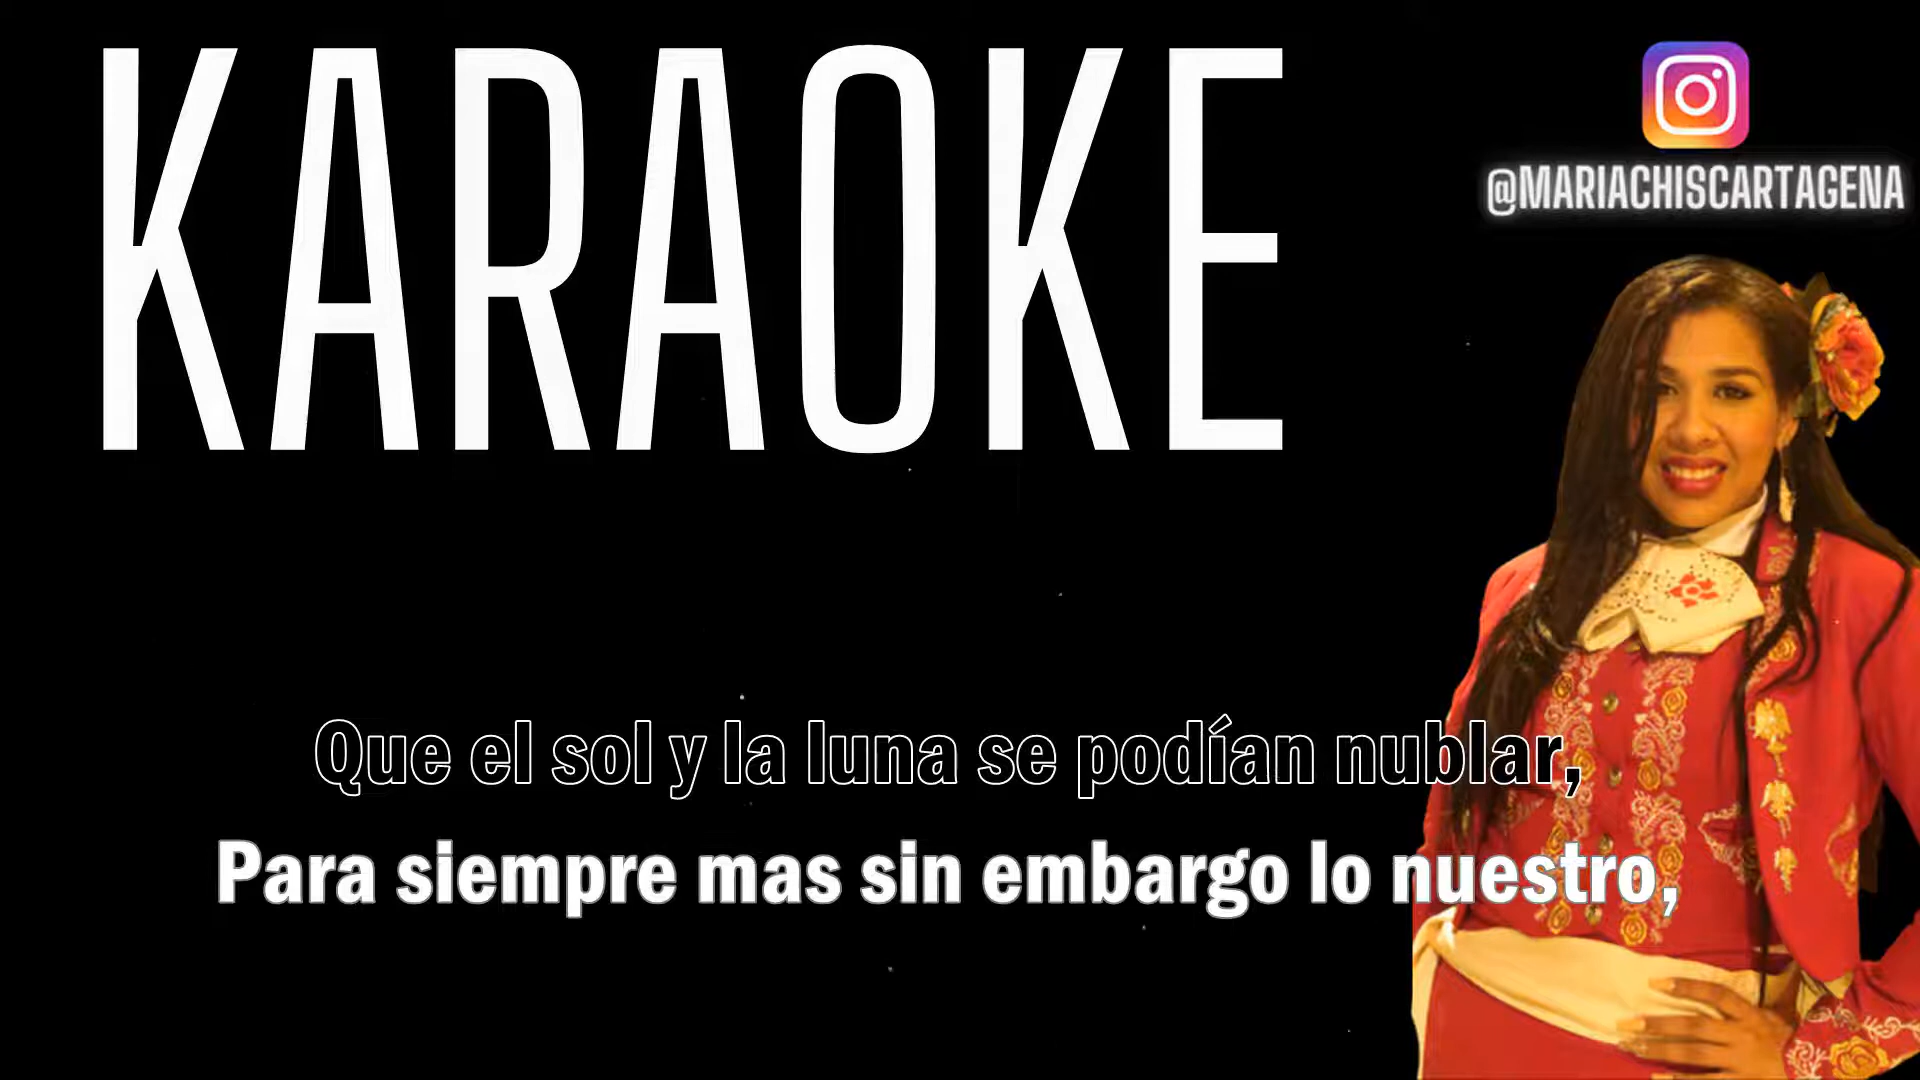 KARAOKE
@MARIACHISCARTAGENA
Que el sol y la luna se podían nublar,
Para siempre mas sin embargo lo nuestro,